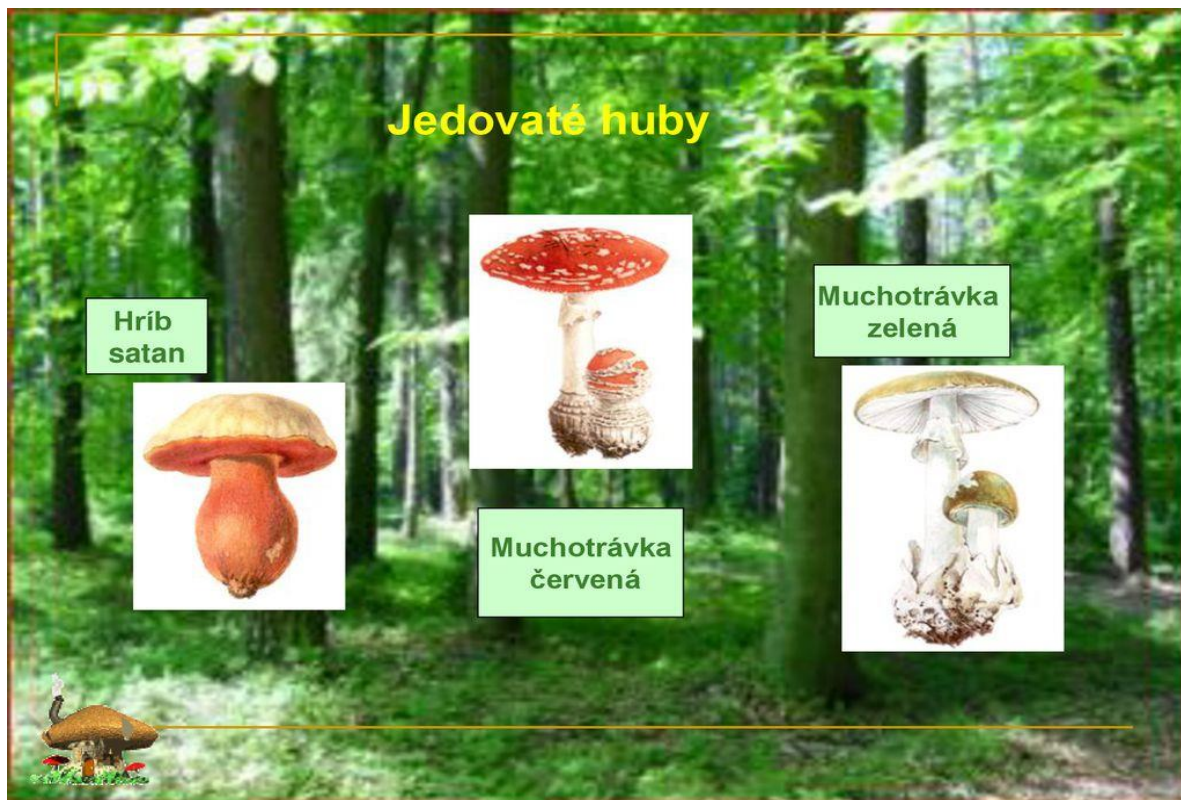 Jedovaté huby
Hríb
satan
Muchotrávka
červená
Muchotrávka
zelená